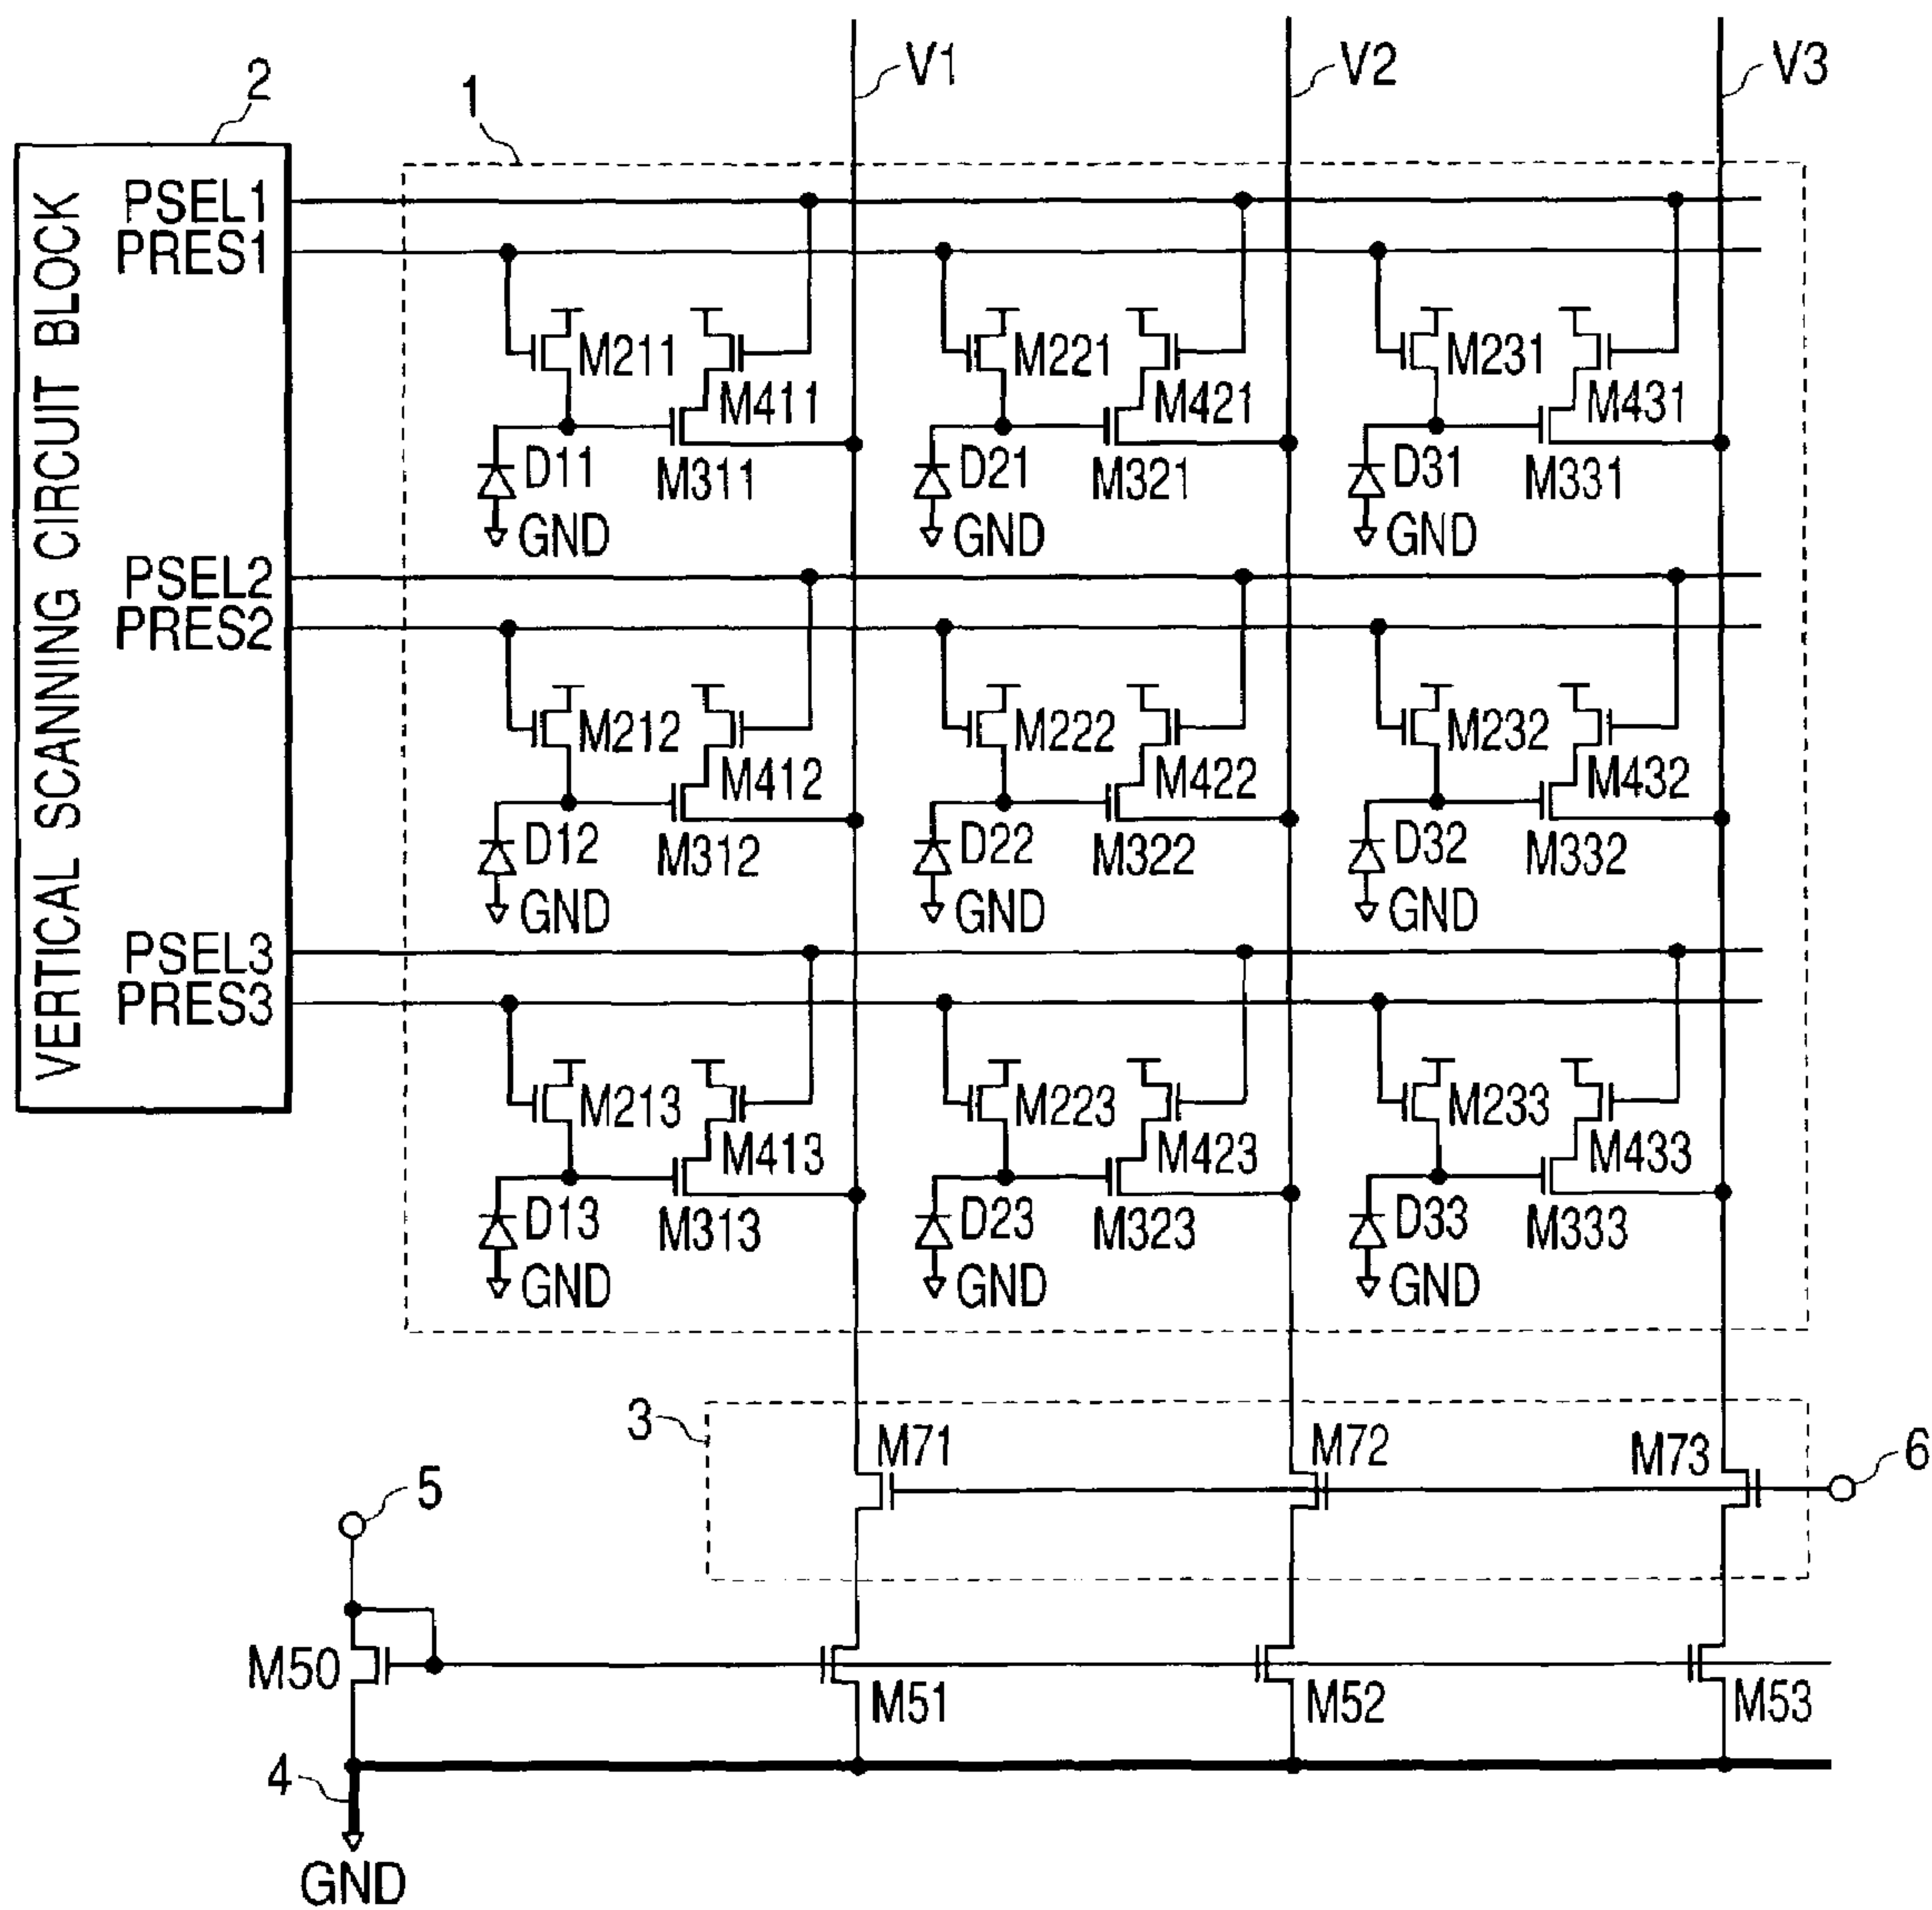 V1 V2 V3
2
1
VERTICAL SCANNING CIRCUIT BLOCK
PSEL1
PRES1
M211 M221 M231
M411 M421 M431
D11 M311 D21 M321 D31 M331
GND GND GND
PSEL2
PRES2
M212 M222 M232
M412 M422 M432
D12 M312 D22 M322 D32 M332
GND GND GND
PSEL3
PRES3
M213 M223 M233
M413 M423 M433
D13 M313 D23 M323 D33 M333
GND GND GND
3
M71 M72 M73 6
5
M50
M51 M52 M53
4
GND